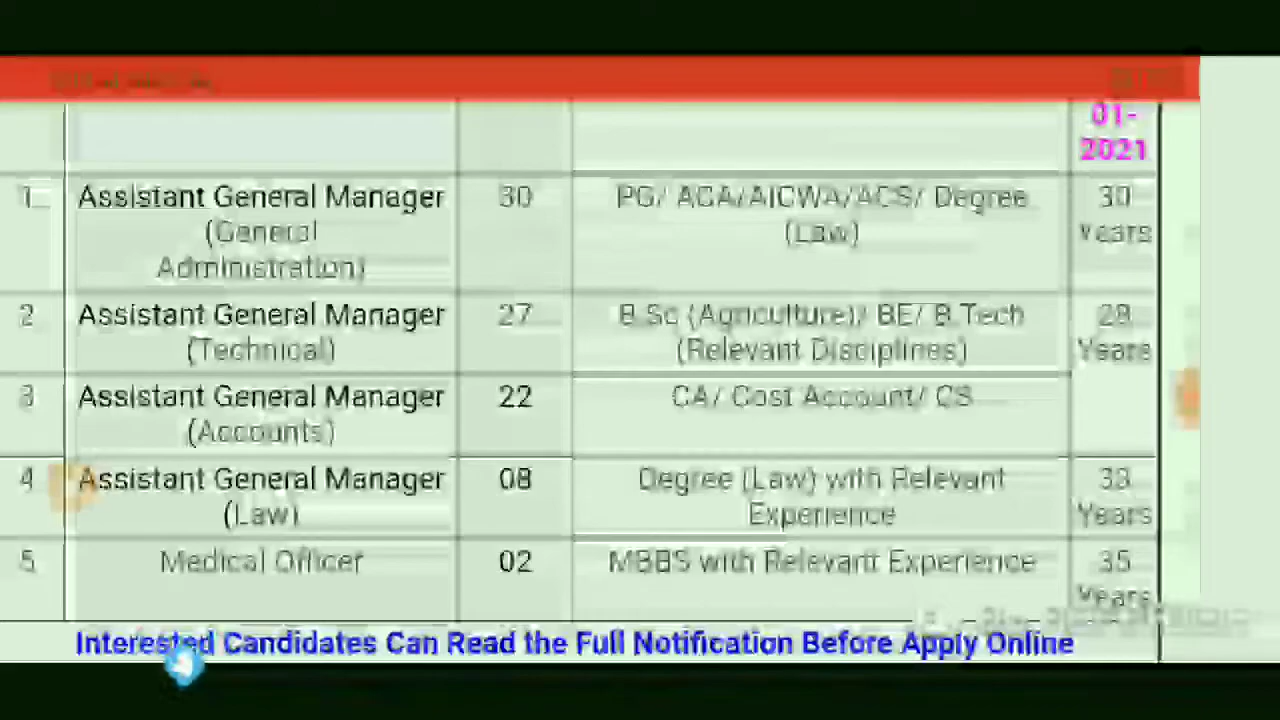 01-
2021
1 Assistant General Manager 30 PG/ ACA/AICWA/ACS/ Degree 30
(General (Law) Years
Administration)
2 Assistant General Manager 27 B.Sc (Agriculture)/ BE/ B.Tech 28
(Technical) (Relevant Disciplines) Years
3 Assistant General Manager 22 CA/ Cost Account/ CS
(Accounts)
4 Assistant General Manager 08 Degree (Law) with Relevant 33
(Law) Experience Years
5 Medical Officer 02 MBBS with Relevant Experience 35
Years
Interested Candidates Can Read the Full Notification Before Apply Online